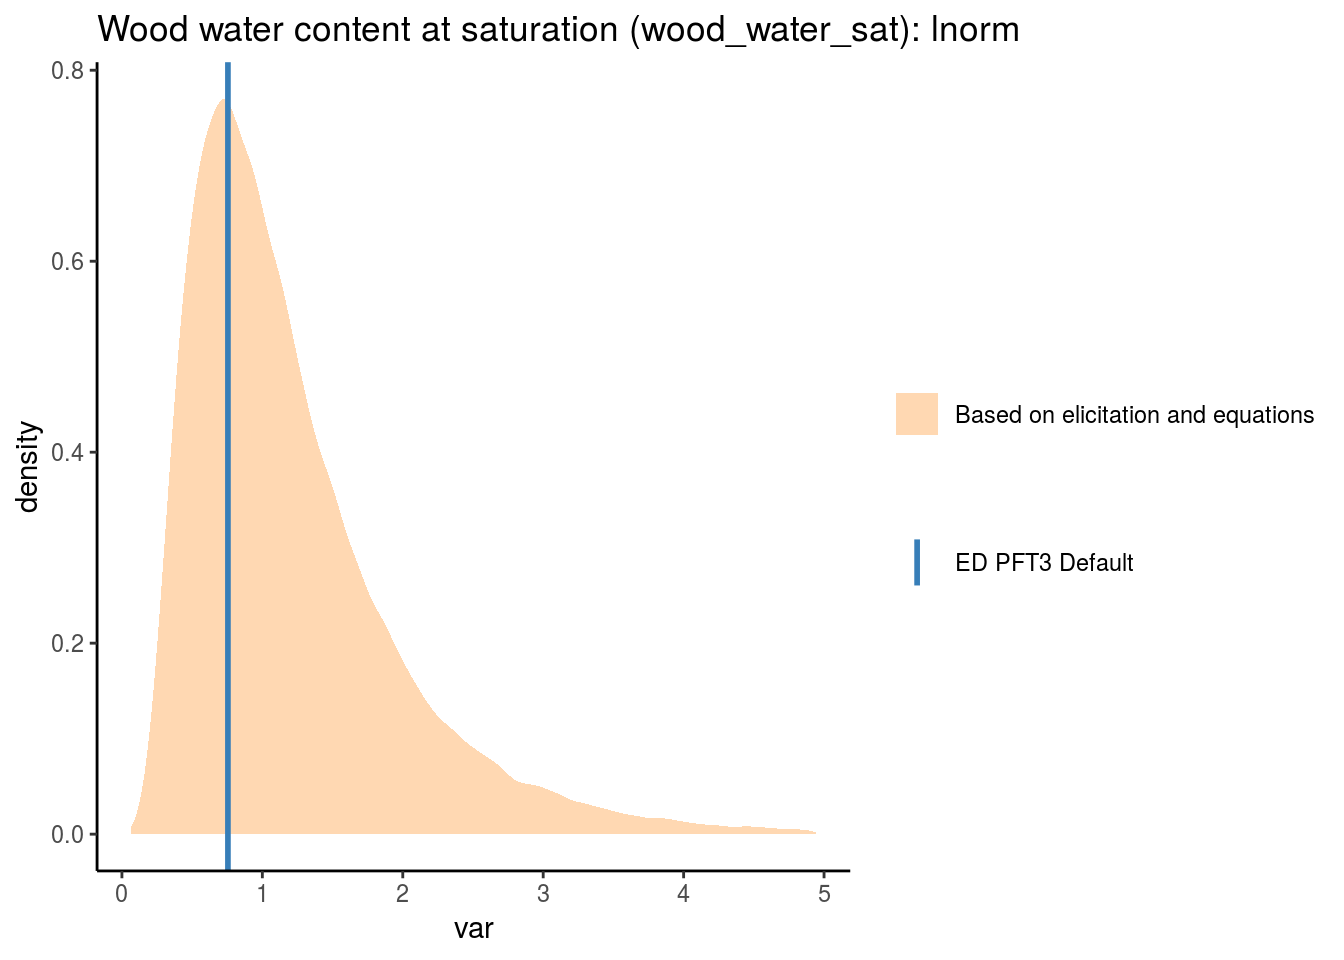 Wood water content at saturation (wood_water_sat): lnorm
0.8
0.6
0.4
0.2
0.0
density
0
1
2
3
4
5
var
Based on elicitation and equations
ED PFT3 Default